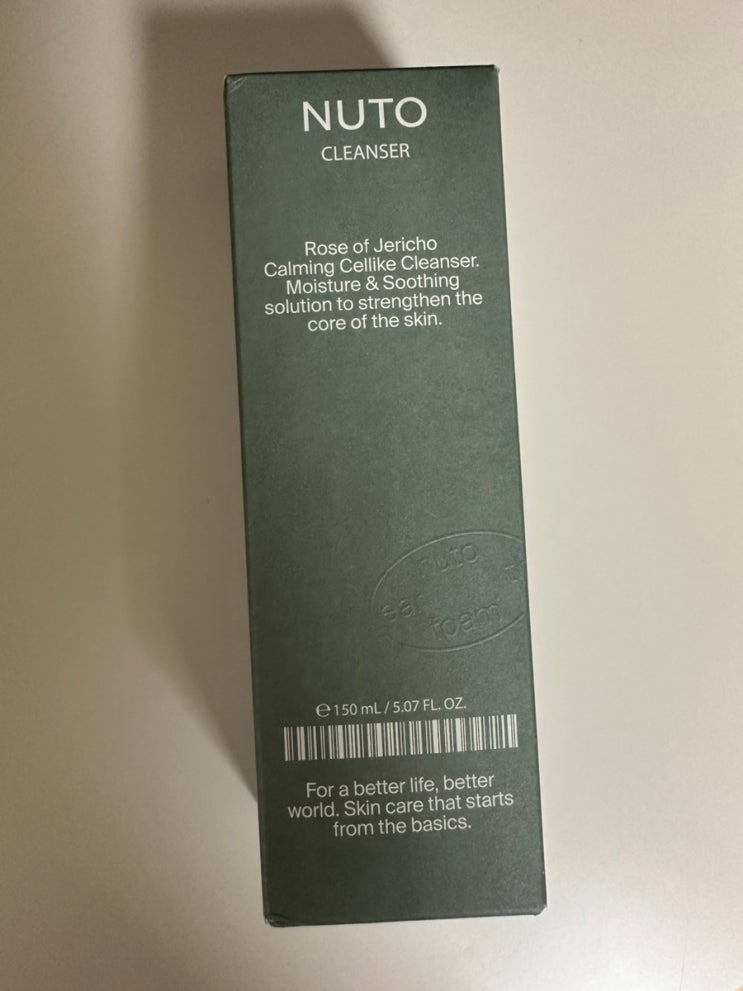 NUTO
CLEANSER
Rose of Jericho
Calming Cellike Cleanser.
Moisture & Soothing
solution to strengthen the
core of the skin.
nuto
ear
foam
℮ 150 mL / 5.07 FL. OZ.
For a better life, better
world. Skin care that starts
from the basics.